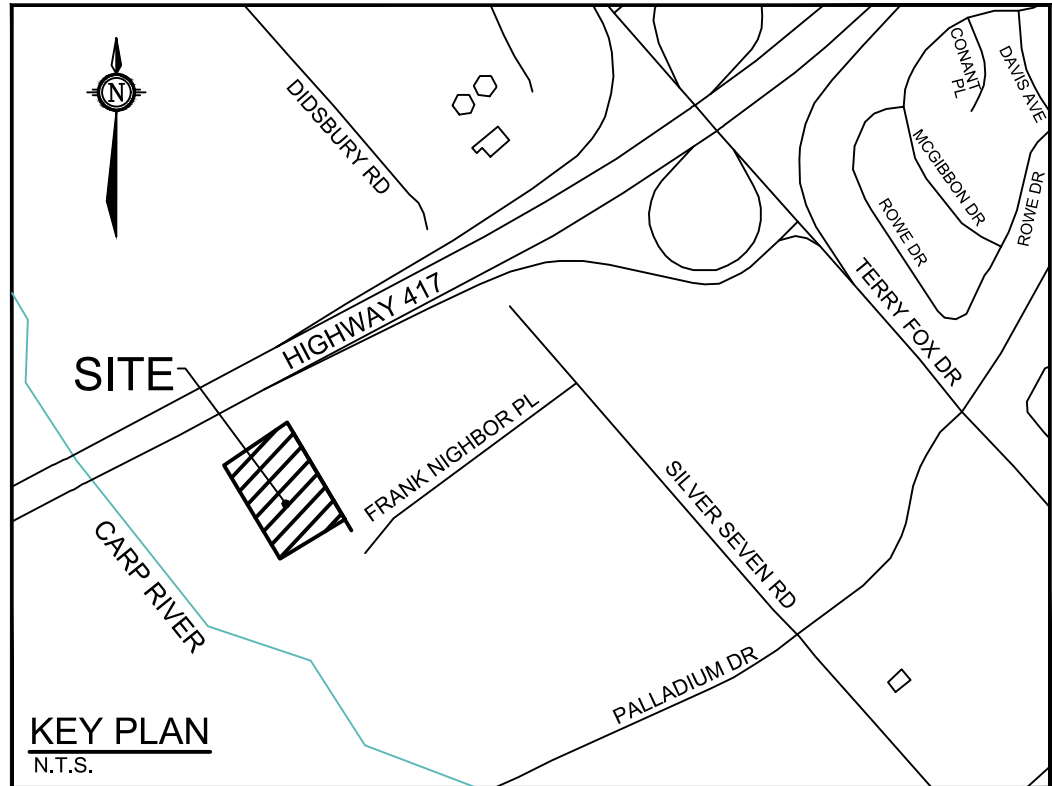 N
DIDSBURY RD
CONANT
PL
DAVIS AVE
MCGIBBON DR
ROWE DR
ROWE DR
TERRY FOX DR
HIGHWAY 417
SITE
FRANK NIGHBOR PL
SILVER SEVEN RD
CARP RIVER
PALLADIUM DR
KEY PLAN
N.T.S.